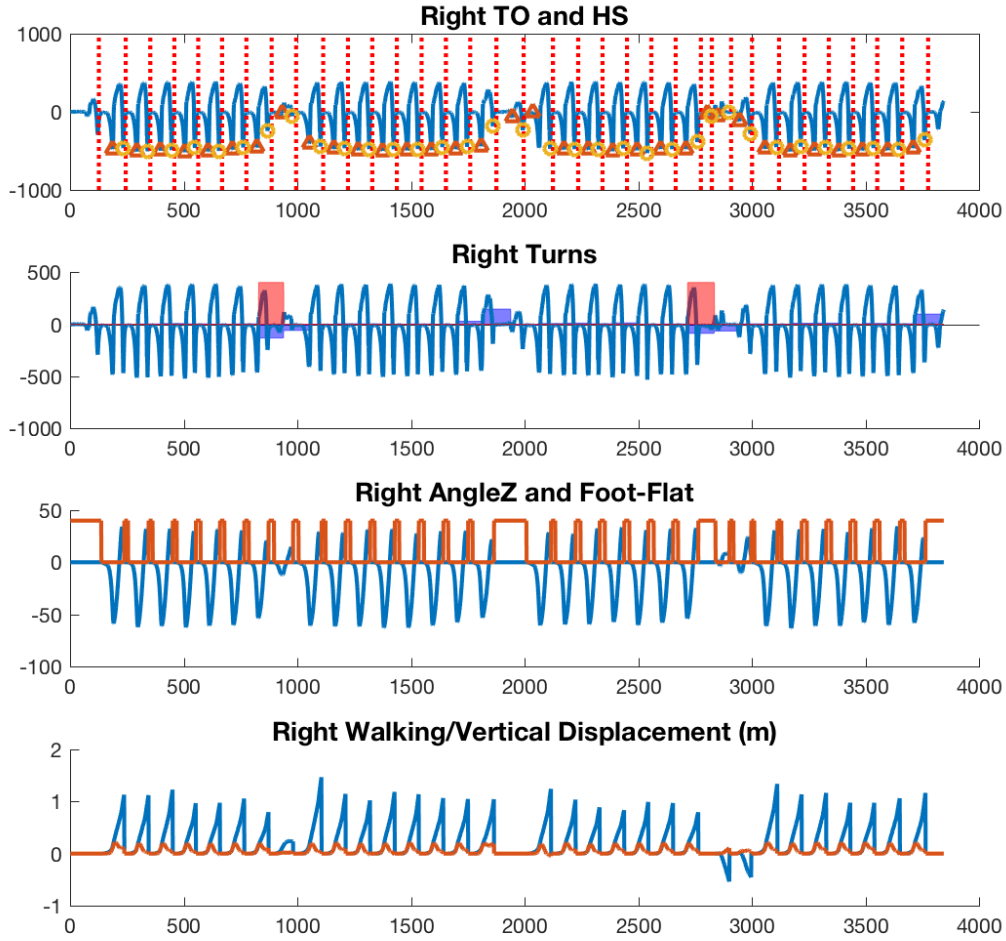 Right TO and HS
1000
0
-1000
0 500 1000 1500 2000 2500 3000 3500 4000
Right Turns
500
0
-500
-1000
0 500 1000 1500 2000 2500 3000 3500 4000
Right AngleZ and Foot-Flat
50
0
-50
-100
0 500 1000 1500 2000 2500 3000 3500 4000
Right Walking/Vertical Displacement (m)
2
1
0
-1
0 500 1000 1500 2000 2500 3000 3500 4000